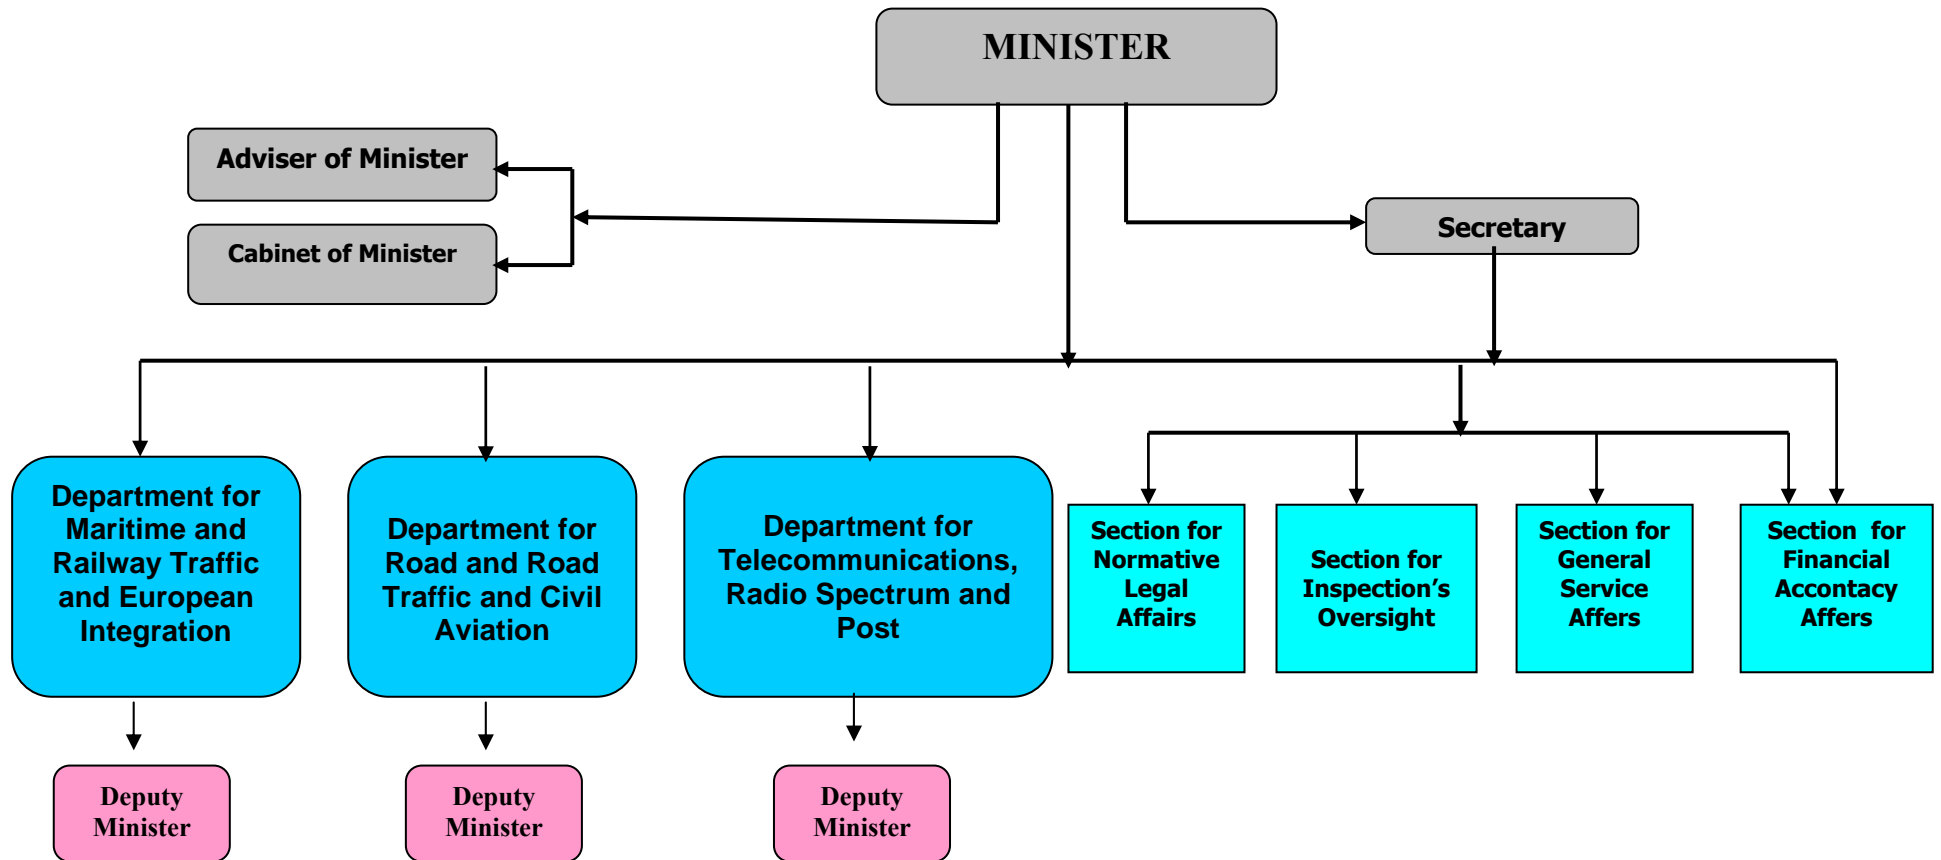 MINISTER
Adviser of Minister
Cabinet of Minister
Secretary
Department for
Maritime and
Railway Traffic
and European
Integration
Department for
Road and Road
Traffic and Civil
Aviation
Department for
Telecommunications,
Radio Spectrum and
Post
Section for
Normative
Legal
Affairs
Section for
Inspection’s
Oversight
Section for
General
Service
Affers
Section for
Financial
Accontacy
Affers
Deputy
Minister
Deputy
Minister
Deputy
Minister